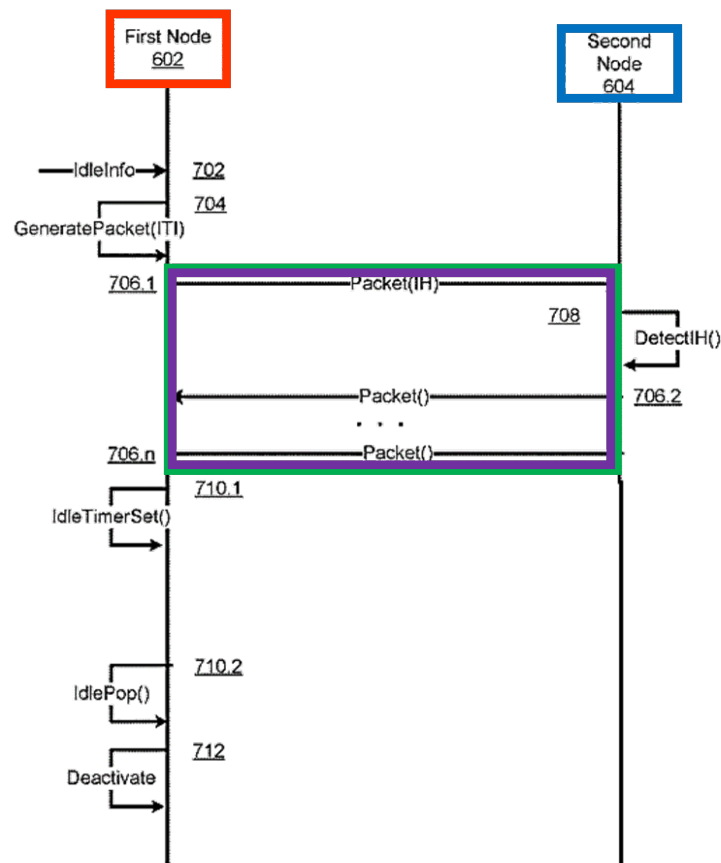 First Node
602
Second
Node
604
IdleInfo
702
704
GeneratePacket(ITI)
706.1
Packet(IH)
708
DetectIH()
Packet()
706.2
. . .
706.n
Packet()
710.1
IdleTimerSet()
710.2
IdlePop()
712
Deactivate